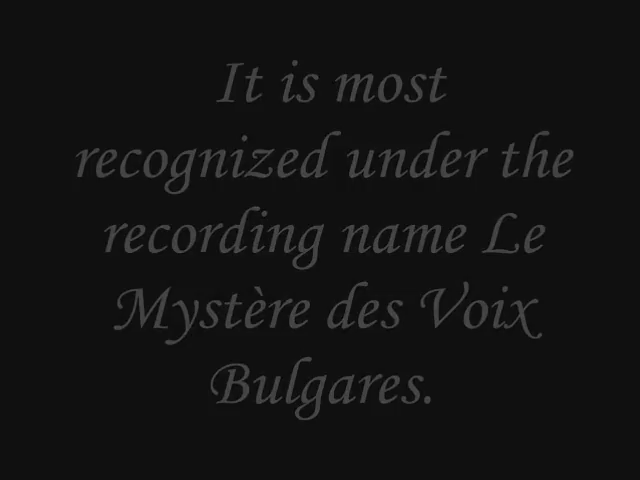 It is most
recognized under the
recording name Le
Mystère des Voix
Bulgares.